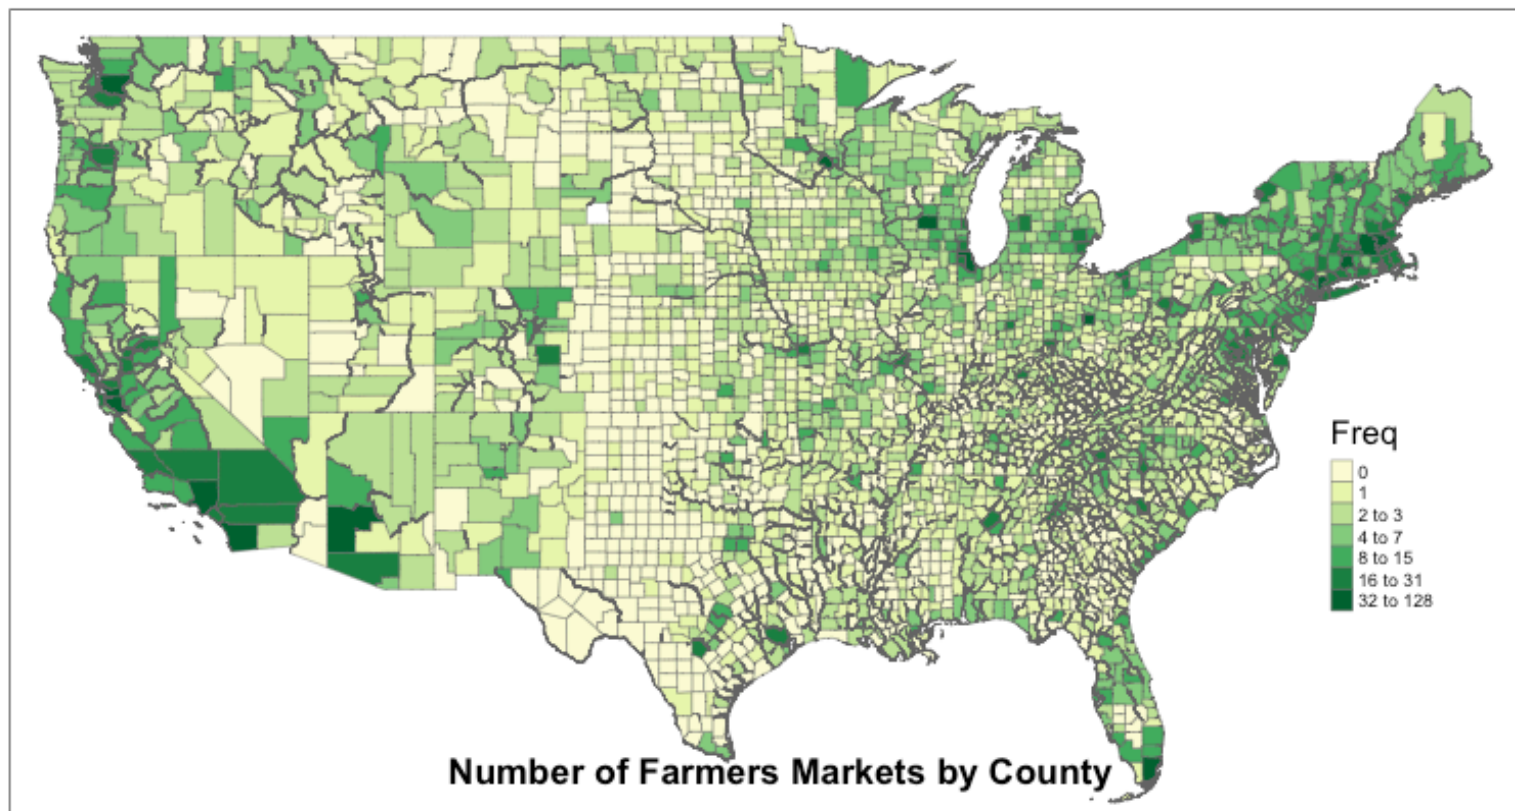 Freq
0
1
2 to 3
4 to 7
8 to 15
16 to 31
32 to 128
Number of Farmers Markets by County